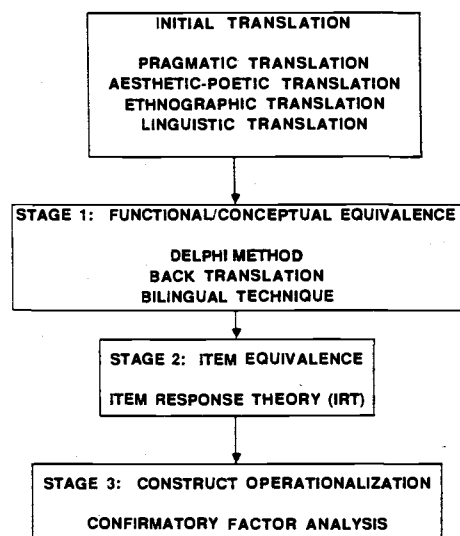 INITIAL TRANSLATION
PRAGMATIC TRANSLATION
AESTHETIC-POETIC TRANSLATION
ETHNOGRAPHIC TRANSLATION
LINGUISTIC TRANSLATION
STAGE 1: FUNCTIONAL/CONCEPTUAL EQUIVALENCE
DELPHI METHOD
BACK TRANSLATION
BILINGUAL TECHNIQUE
STAGE 2: ITEM EQUIVALENCE
ITEM RESPONSE THEORY (IRT)
STAGE 3: CONSTRUCT OPERATIONALIZATION
CONFIRMATORY FACTOR ANALYSIS